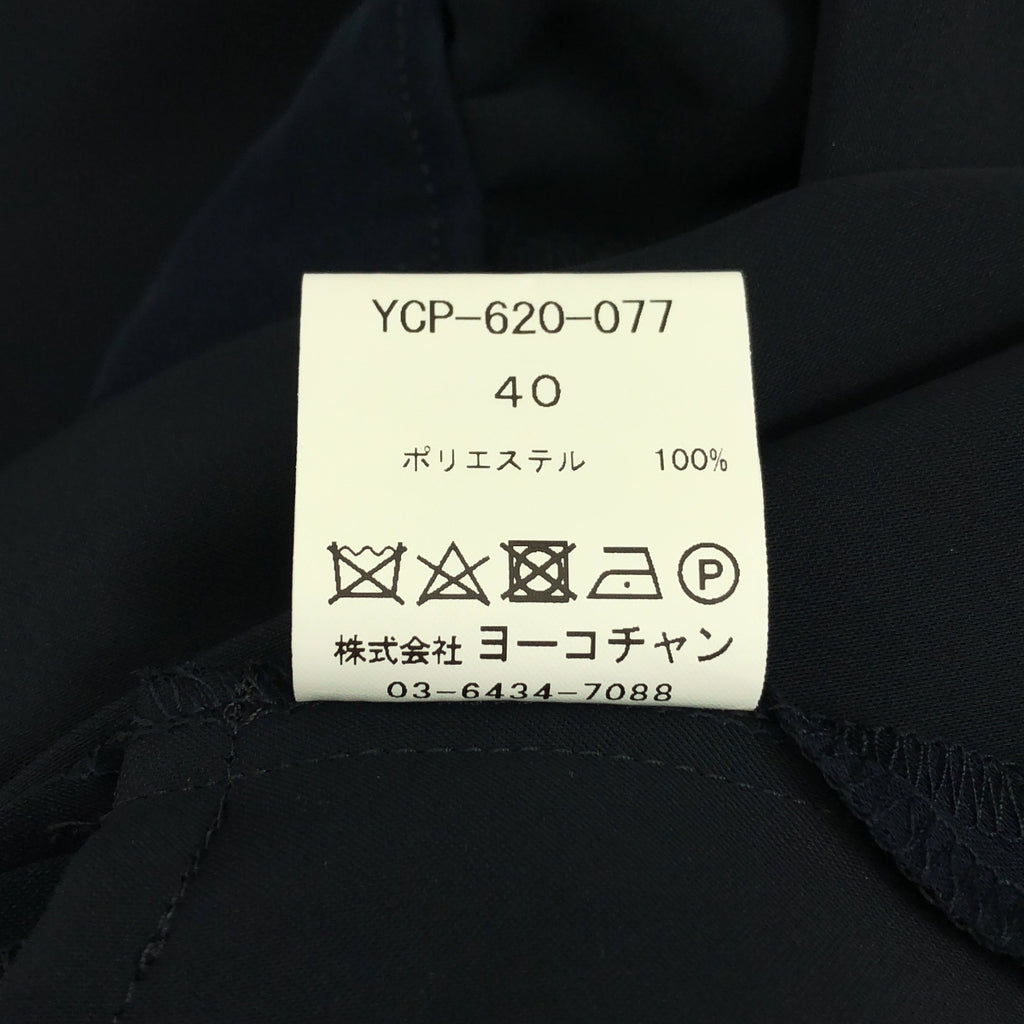 YCP-620-077
40
ポリエステル 100%
P
株式会社 ヨーコチャン
03-6434-7088